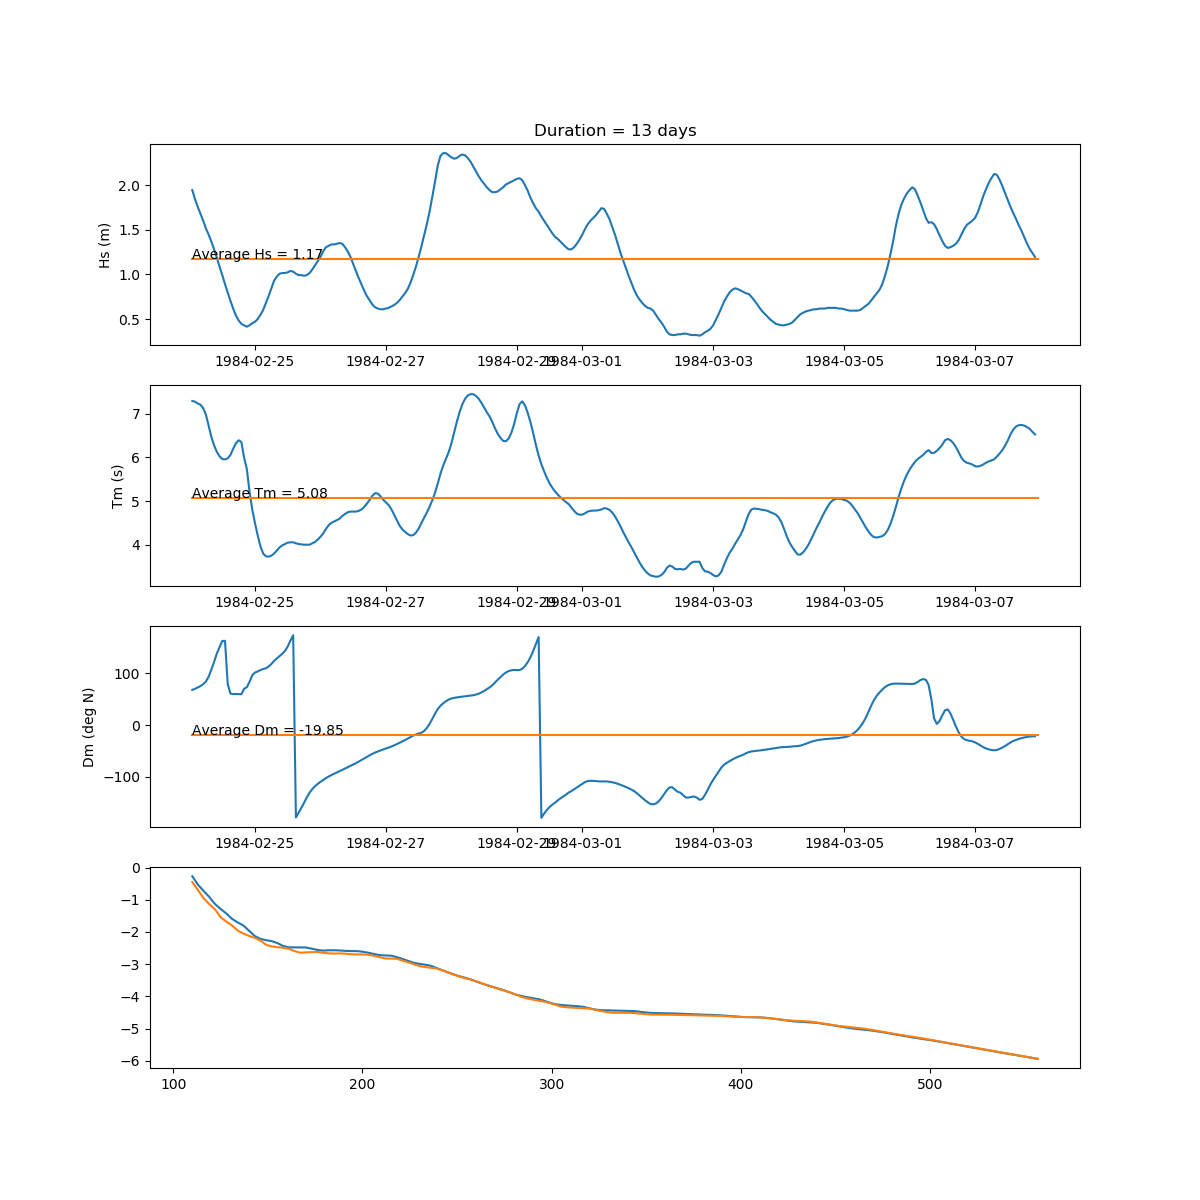 Duration = 13 days
Hs (m)
2.0
1.5
1.0
0.5
Average Hs = 1.17
1984-02-25 1984-02-27 1984-02-29 1984-03-01 1984-03-03 1984-03-05 1984-03-07
Tm (s)
7
6
5
4
Average Tm = 5.08
1984-02-25 1984-02-27 1984-02-29 1984-03-01 1984-03-03 1984-03-05 1984-03-07
Dm (deg N)
100
0
−100
Average Dm = -19.85
1984-02-25 1984-02-27 1984-02-29 1984-03-01 1984-03-03 1984-03-05 1984-03-07
0
−1
−2
−3
−4
−5
−6
100 200 300 400 500